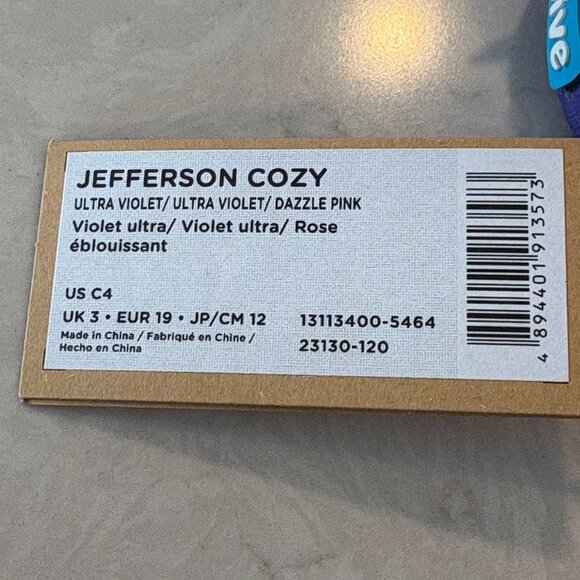 JEFFERSON COZY
ULTRA VIOLET/ ULTRA VIOLET/ DAZZLE PINK
Violet ultra/ Violet ultra/ Rose
éblouissant
US C4
UK 3 • EUR 19 • JP/CM 12
Made in China / Fabriqué en Chine /
Hecho en China
13113400-5464
23130-120
4 894401 913573